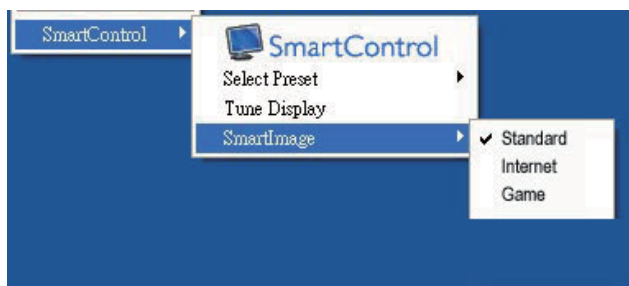 SmartControl
SmartControl
Select Preset
Tune Display
SmartImage
Standard
Internet
Game